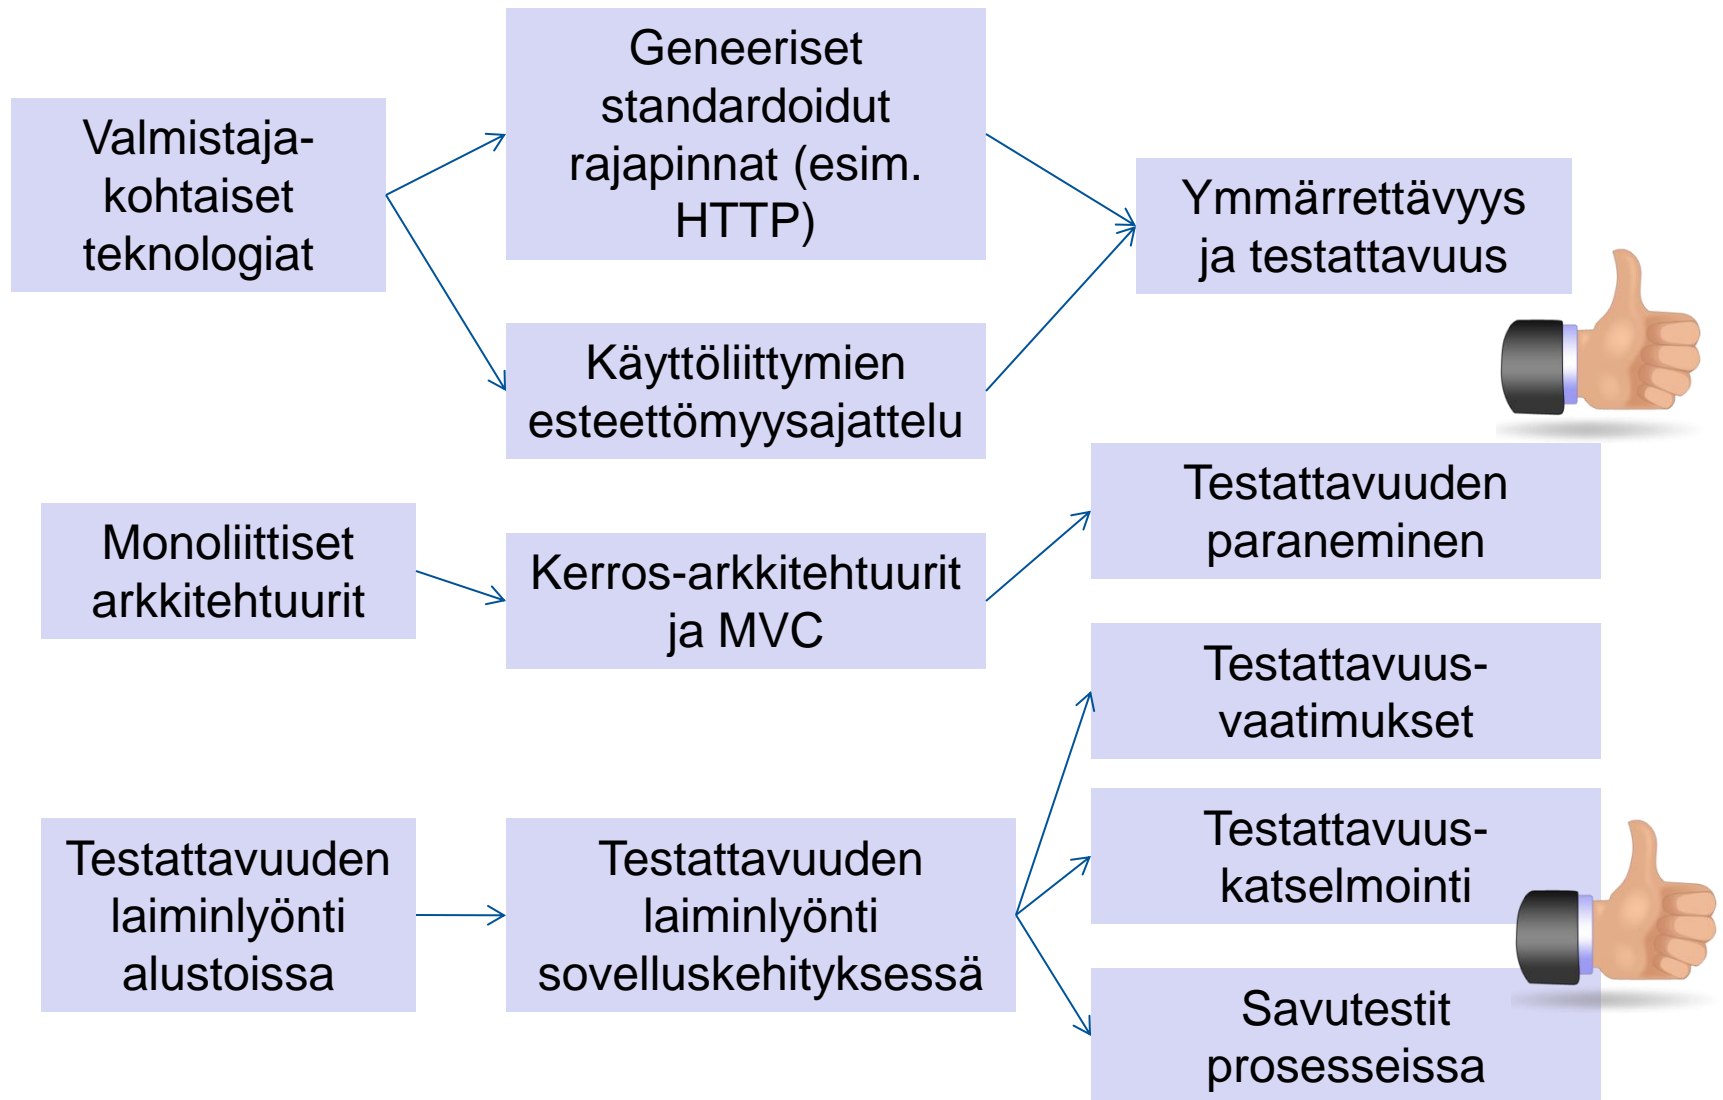 Valmistaja-
kohtaiset
teknologiat
Geneeriset
standardoidut
rajapinnat (esim.
HTTP)
Käyttöliittymien
esteettömyysajattelu
Ymmärrettävyys
ja testattavuus
Monoliittiset
arkkitehtuurit
Kerros-arkkitehtuurit
ja MVC
Testattavuuden
paraneminen
Testattavuuden
laiminlyönti
alustoissa
Testattavuuden
laiminlyönti
sovelluskehityksessä
Testattavuus-
vaatimukset
Testattavuus-
katselmointi
Savutestit
prosesseissa